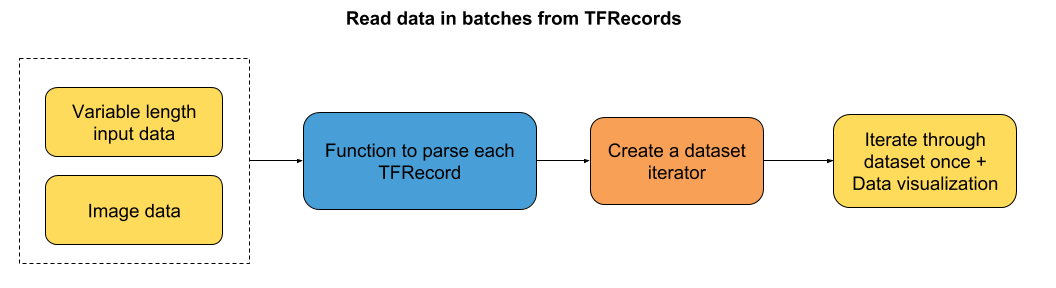 Read data in batches from TFRecords
Variable length
input data
Image data
Function to parse each
TFRecord
Create a dataset
iterator
Iterate through
dataset once +
Data visualization